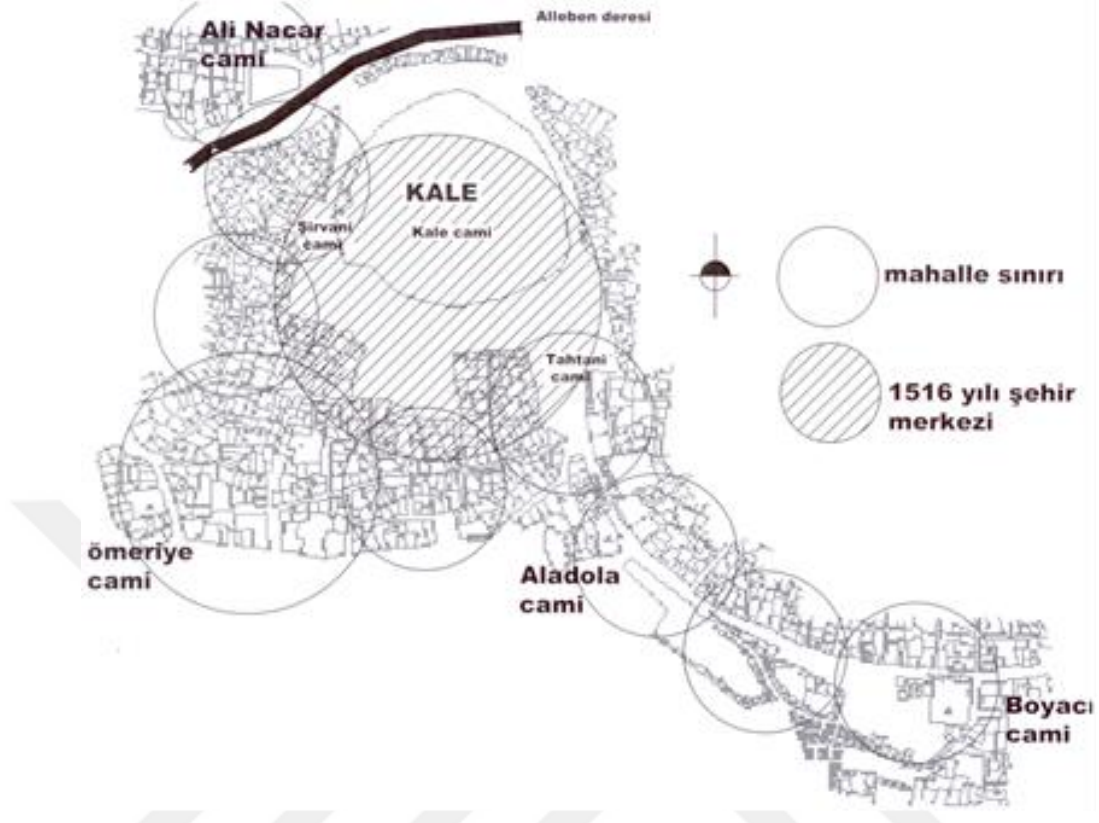 Alleben deresi
Ali Nacar
cami
KALE
Kale cami
Şirvani
cami
mahalle sınırı
Tahtani
cami
1516 yılı şehir
merkezi
ömeriye
cami
Aladola
cami
Boyacı
cami